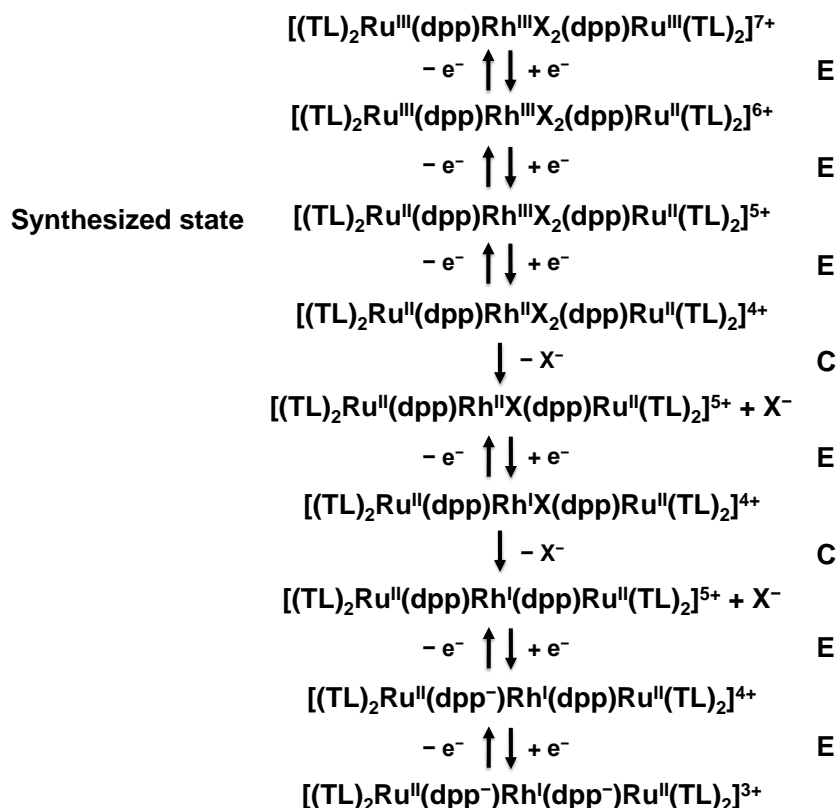 [(TL)₂Ruᴵᴵᴵ(dpp)RhᴵᴵᴵX₂(dpp)Ruᴵᴵᴵ(TL)₂]⁷⁺
− e⁻ + e⁻ E
[(TL)₂Ruᴵᴵᴵ(dpp)RhᴵᴵᴵX₂(dpp)Ruᴵᴵ(TL)₂]⁶⁺
− e⁻ + e⁻ E
Synthesized state [(TL)₂Ruᴵᴵ(dpp)RhᴵᴵᴵX₂(dpp)Ruᴵᴵ(TL)₂]⁵⁺
− e⁻ + e⁻ E
[(TL)₂Ruᴵᴵ(dpp)RhᴵᴵX₂(dpp)Ruᴵᴵ(TL)₂]⁴⁺
− X⁻ C
[(TL)₂Ruᴵᴵ(dpp)RhᴵᴵX(dpp)Ruᴵᴵ(TL)₂]⁵⁺ + X⁻
− e⁻ + e⁻ E
[(TL)₂Ruᴵᴵ(dpp)RhᴵX(dpp)Ruᴵᴵ(TL)₂]⁴⁺
− X⁻ C
[(TL)₂Ruᴵᴵ(dpp)Rhᴵ(dpp)Ruᴵᴵ(TL)₂]⁵⁺ + X⁻
− e⁻ + e⁻ E
[(TL)₂Ruᴵᴵ(dpp⁻)Rhᴵ(dpp)Ruᴵᴵ(TL)₂]⁴⁺
− e⁻ + e⁻ E
[(TL)₂Ruᴵᴵ(dpp⁻)Rhᴵ(dpp⁻)Ruᴵᴵ(TL)₂]³⁺